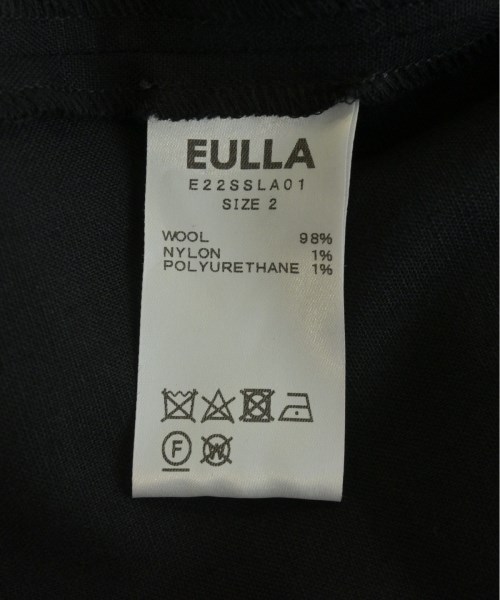 EULLA
E22SSLA01
SIZE 2
WOOL 98%
NYLON 1%
POLYURETHANE 1%
F W